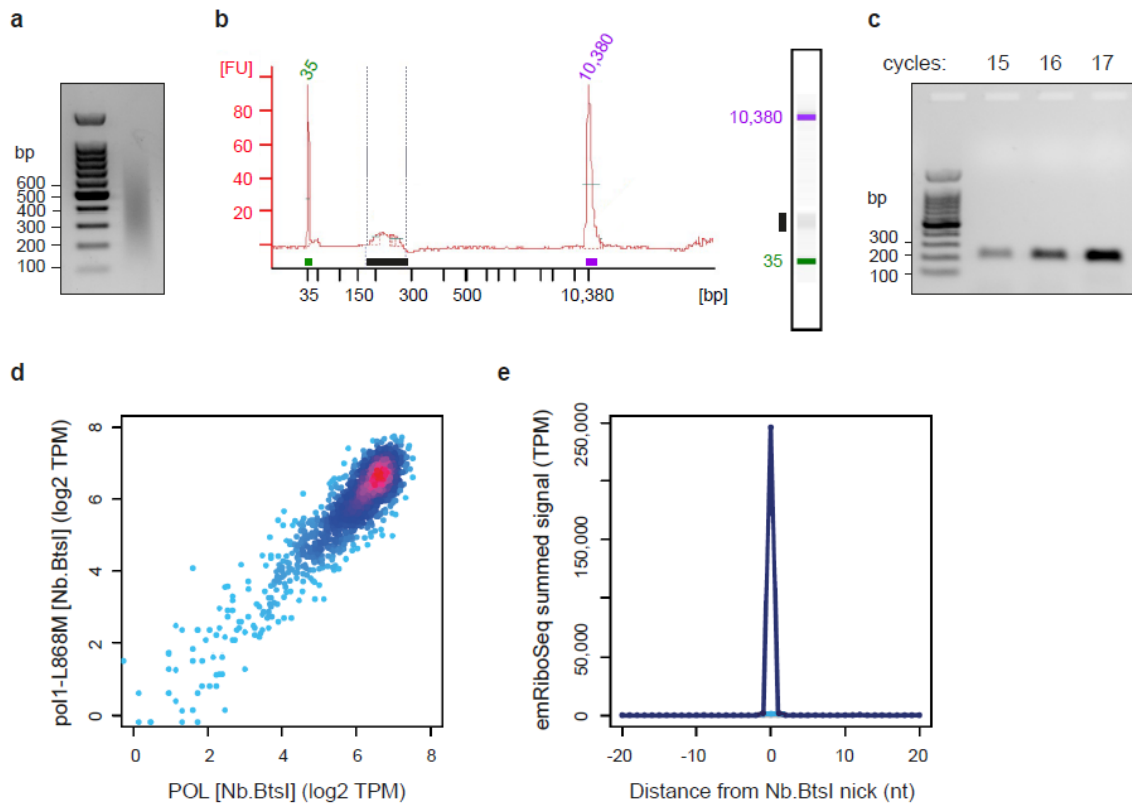 a
bp
600
500
400
300
200
100
b
[FU]
80
60
40
20
35
10,380
35
150
300
500
10,380
[bp]
10,380
35
c
cycles: 15 16 17
bp
300
200
100
d
pol1-L868M [Nb.BtsI] (log2 TPM)
8
6
4
2
0
0 2 4 6 8
POL [Nb.BtsI] (log2 TPM)
e
emRiboSeq summed signal (TPM)
250,000
150,000
50,000
0
-20 -10 0 10 20
Distance from Nb.BtsI nick (nt)